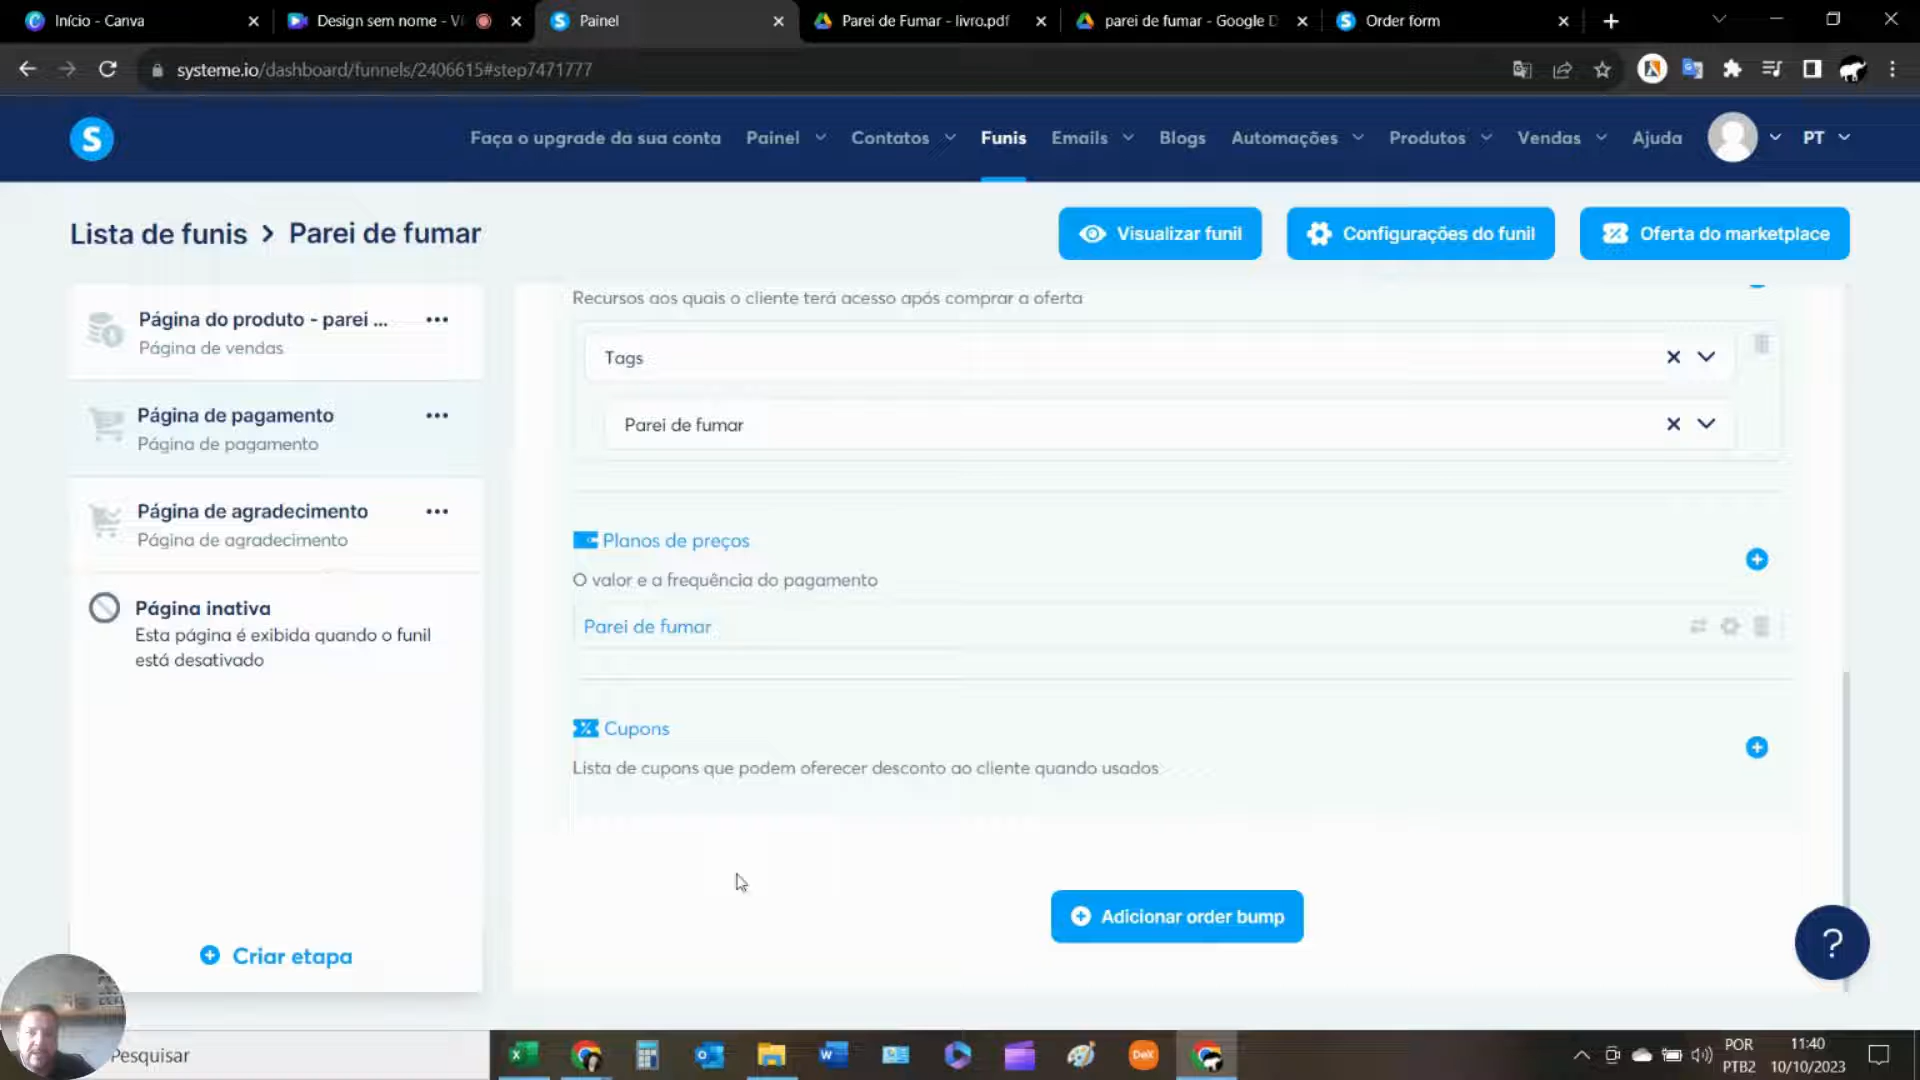 Início - Canva
Design sem nome - Ví
Painel
Parei de Fumar - livro.pdf
parei de fumar - Google D
Order form
systeme.io/dashboard/funnels/2406615#step7471777
S
Faça o upgrade da sua conta
Painel
Contatos
Funis
Emails
Blogs
Automações
Produtos
Vendas
Ajuda
PT
Lista de funis > Parei de fumar
Visualizar funil
Configurações do funil
Oferta do marketplace
Página do produto - parei ...
Página de vendas
Página de pagamento
Página de pagamento
Página de agradecimento
Página de agradecimento
Página inativa
Esta página é exibida quando o funil
está desativado
Criar etapa
Recursos aos quais o cliente terá acesso após comprar a oferta
Tags
Parei de fumar
Planos de preços
O valor e a frequência do pagamento
Parei de fumar
Cupons
Lista de cupons que podem oferecer desconto ao cliente quando usados
Adicionar order bump
?
Pesquisar
DeX
POR
PTB2
11:40
10/10/2023